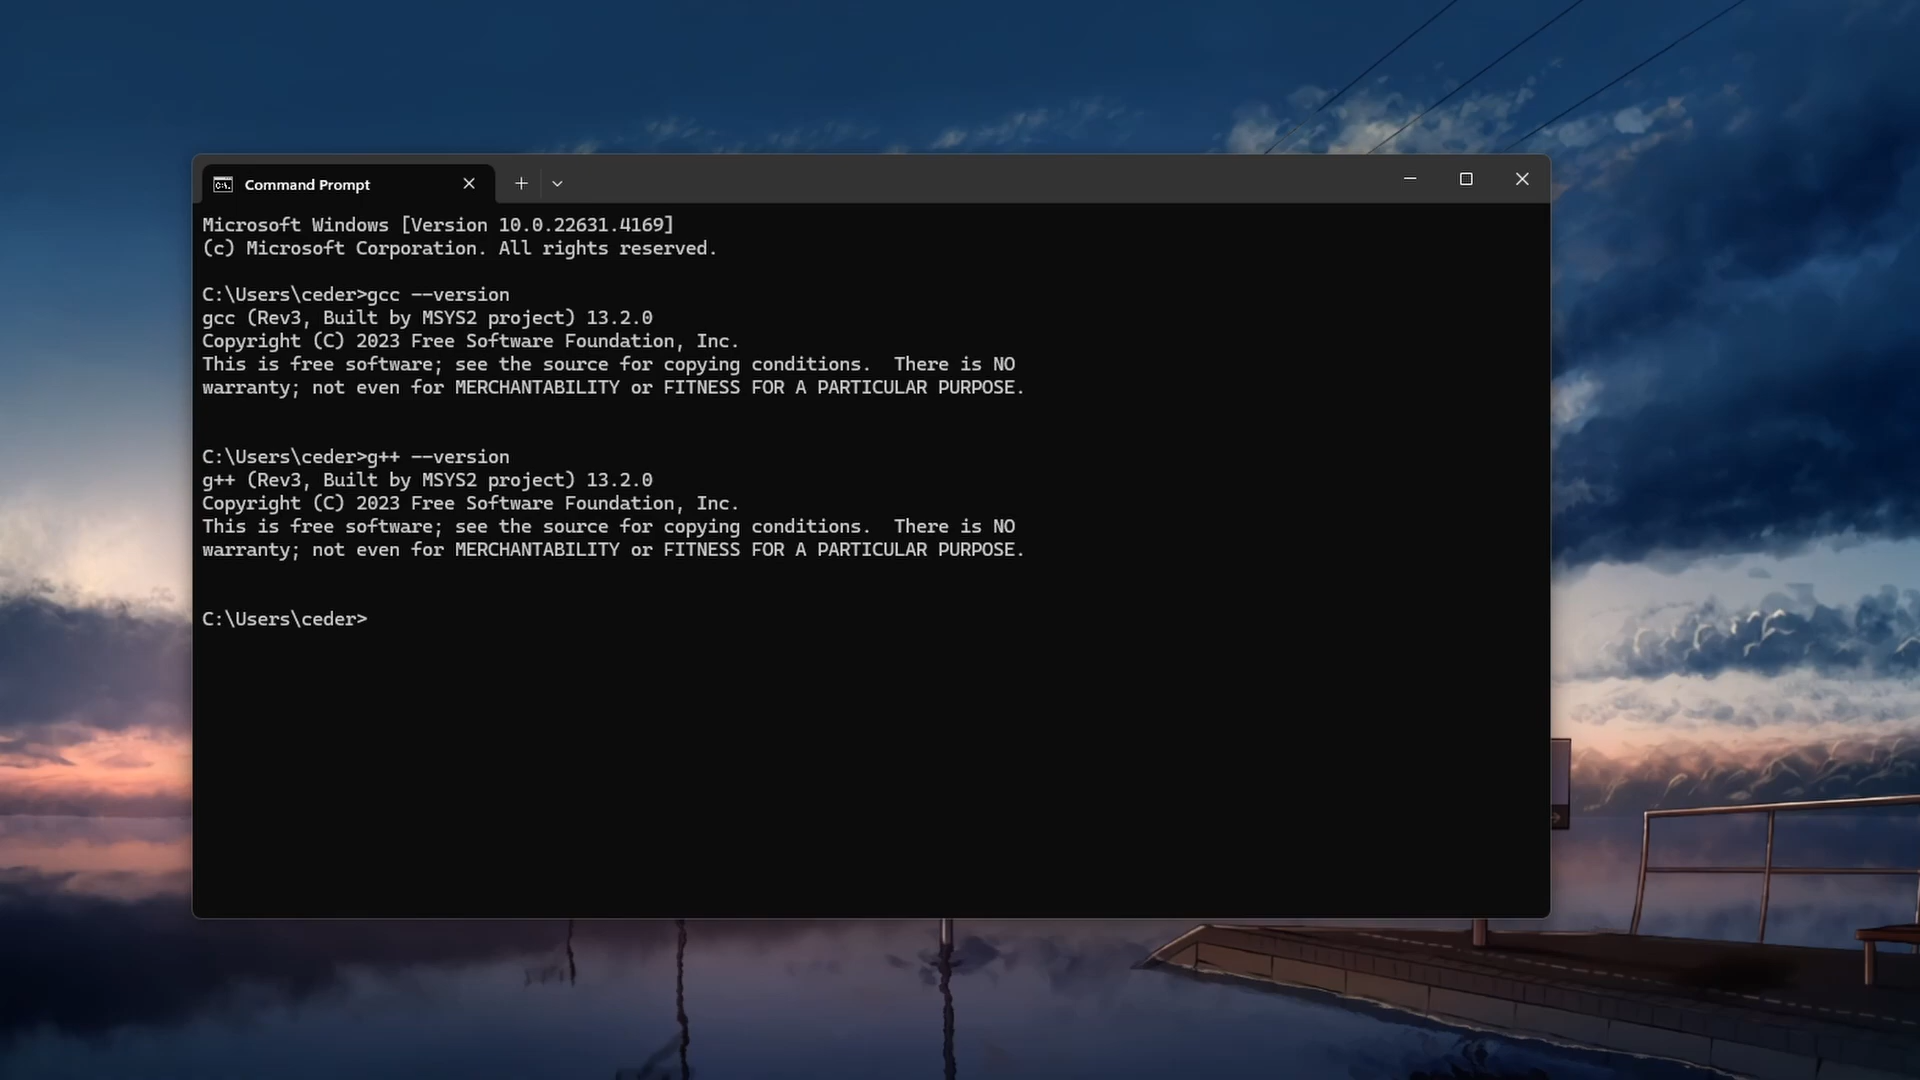 Command Prompt
Microsoft Windows [Version 10.0.22631.4169]
(c) Microsoft Corporation. All rights reserved.
C:\Users\ceder>gcc --version
gcc (Rev3, Built by MSYS2 project) 13.2.0
Copyright (C) 2023 Free Software Foundation, Inc.
This is free software; see the source for copying conditions.  There is NO
warranty; not even for MERCHANTABILITY or FITNESS FOR A PARTICULAR PURPOSE.
C:\Users\ceder>g++ --version
g++ (Rev3, Built by MSYS2 project) 13.2.0
Copyright (C) 2023 Free Software Foundation, Inc.
This is free software; see the source for copying conditions.  There is NO
warranty; not even for MERCHANTABILITY or FITNESS FOR A PARTICULAR PURPOSE.
C:\Users\ceder>